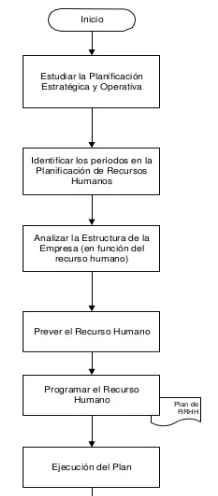 Inicio
Estudiar la Planificación
Estratégica y Operativa
Identificar los períodos en la
Planificación de Recursos
Humanos
Analizar la Estructura de la
Empresa (en función del
recurso humano)
Prever el Recurso Humano
Programar el Recurso
Humano
Plan de
RRHH
Ejecución del Plan